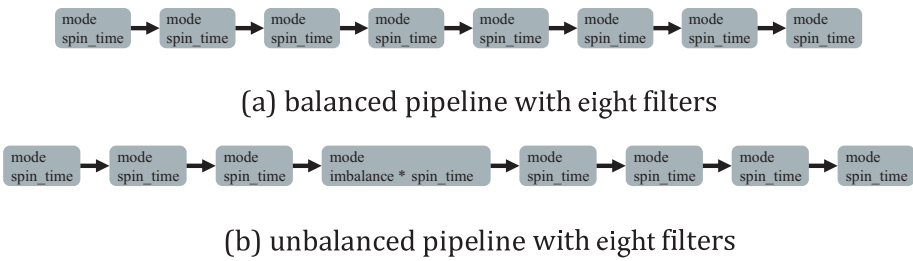 mode mode mode mode mode mode mode mode
spin_time spin_time spin_time spin_time spin_time spin_time spin_time spin_time
(a) balanced pipeline with eight filters
mode mode mode mode mode mode mode mode
spin_time spin_time spin_time imbalance * spin_time spin_time spin_time spin_time spin_time
(b) unbalanced pipeline with eight filters